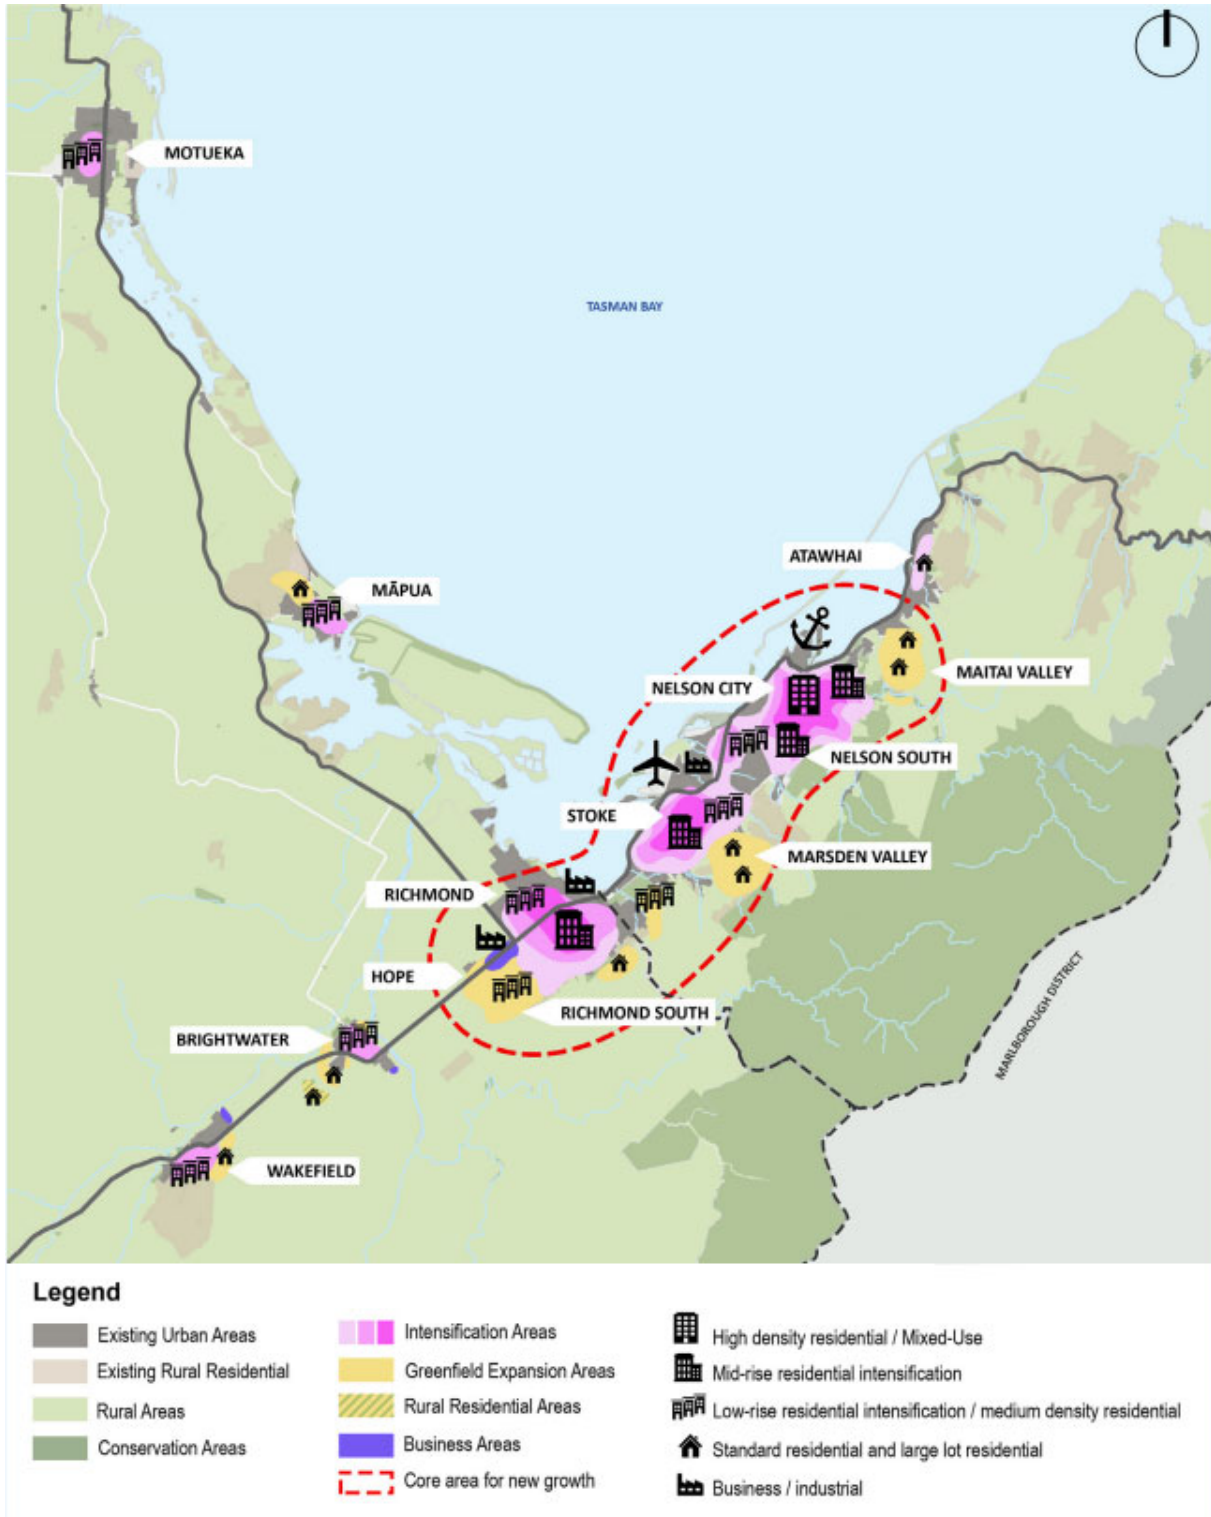 MOTUEKA
TASMAN BAY
ATAWHAI
MĀPUA
MAITAI VALLEY
NELSON CITY
NELSON SOUTH
STOKE
MARSDEN VALLEY
RICHMOND
HOPE
RICHMOND SOUTH
BRIGHTWATER
MARLBOROUGH DISTRICT
WAKEFIELD
Legend
Existing Urban Areas
Existing Rural Residential
Rural Areas
Conservation Areas
Intensification Areas
Greenfield Expansion Areas
Rural Residential Areas
Business Areas
Core area for new growth
High density residential / Mixed-Use
Mid-rise residential intensification
Low-rise residential intensification / medium density residential
Standard residential and large lot residential
Business / industrial